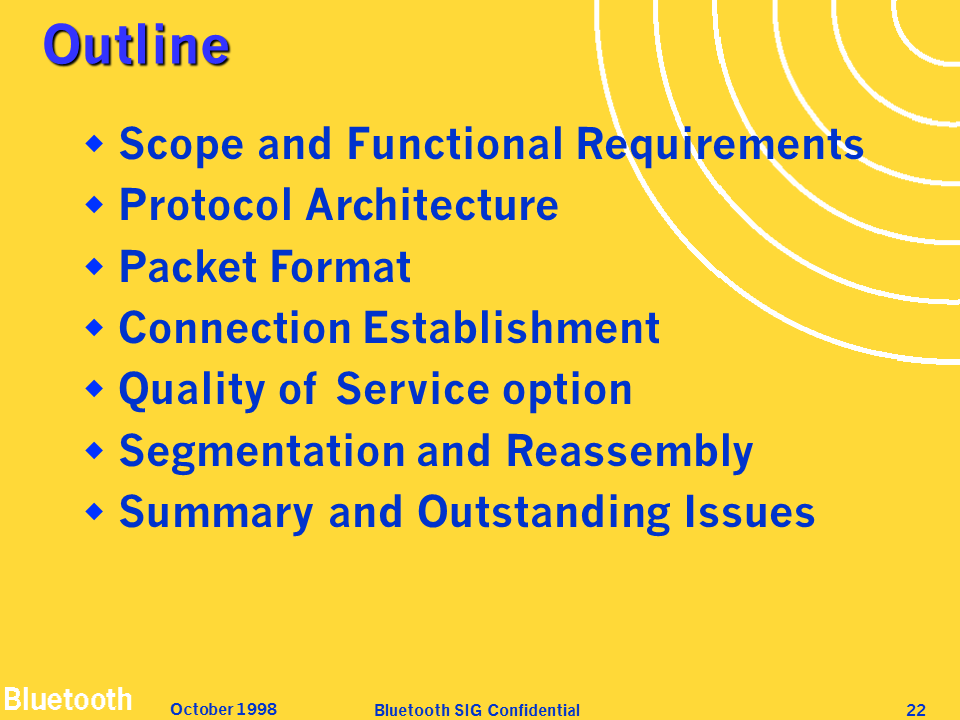 Outline
Scope and Functional Requirements
Protocol Architecture
Packet Format
Connection Establishment
Quality of Service option
Segmentation and Reassembly
Summary and Outstanding Issues
Bluetooth
October 1998
Bluetooth SIG Confidential
22